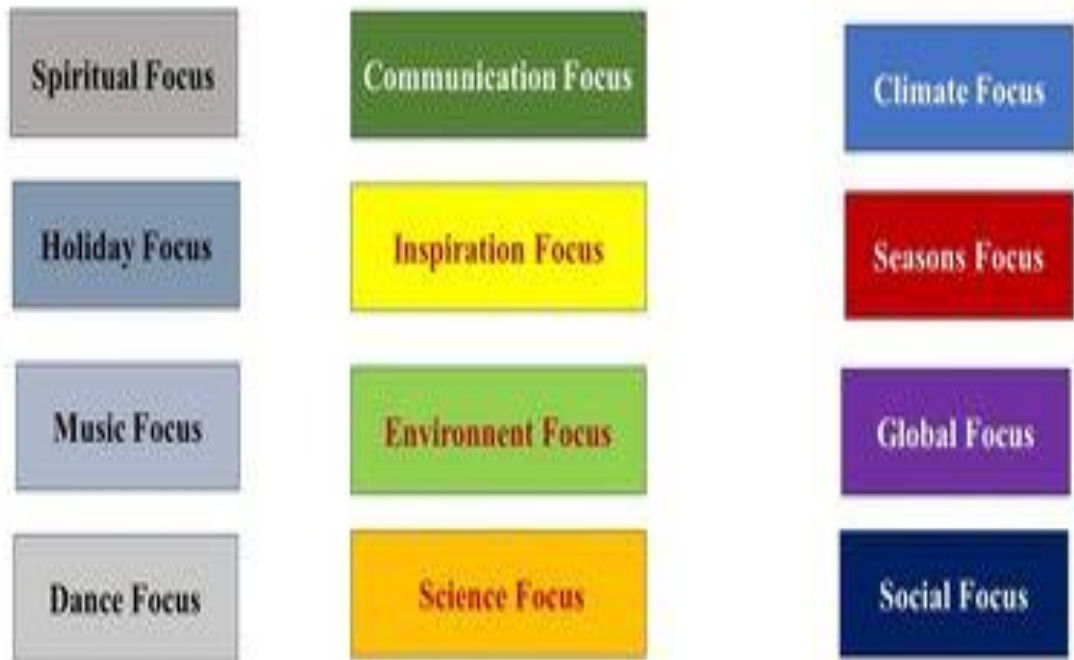 Spiritual Focus
Communication Focus
Climate Focus
Holiday Focus
Inspiration Focus
Seasons Focus
Music Focus
Environnent Focus
Global Focus
Dance Focus
Science Focus
Social Focus